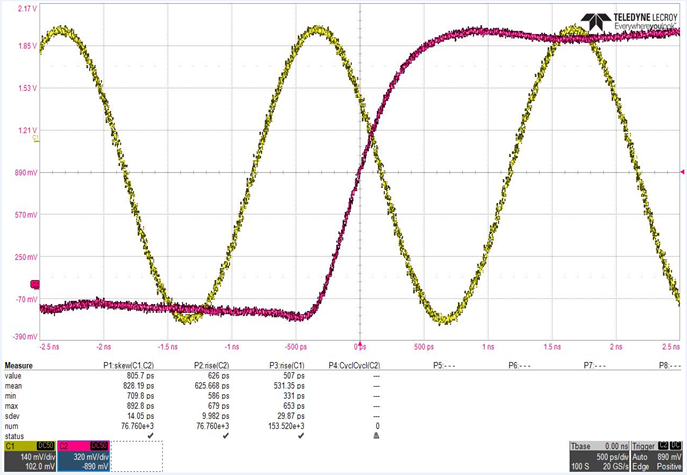 2.17 V
TELEDYNE LECROY
Everywhereyoulook
1.85 V
1.53 V
1.21 V
C1
890 mV
570 mV
250 mV
-70 mV
-390 mV
-2.5 ns -2 ns -1.5 ns -1 ns -500 ps 0 ps 500 ps 1 ns 1.5 ns 2 ns 2.5 ns
Measure P1:skew(C1,C2) P2:rise(C2) P3:rise(C1) P4:CyclCycl(C2) P5:--- P6:--- P7:--- P8:---
value 805.7 ps 626 ps 507 ps ---
mean 828.19 ps 625.668 ps 531.35 ps ---
min 709.8 ps 586 ps 331 ps ---
max 892.8 ps 679 ps 653 ps ---
sdev 14.05 ps 9.982 ps 29.87 ps ---
num 76.760e+3 76.760e+3 153.520e+3 0
status
C1 DC50 C2 DC50 Tbase 0.00 ns Trigger C2 DC
140 mV/div 320 mV/div 500 ps/div Auto 890 mV
102.0 mV -890 mV 100 S 20 GS/s Edge Positive